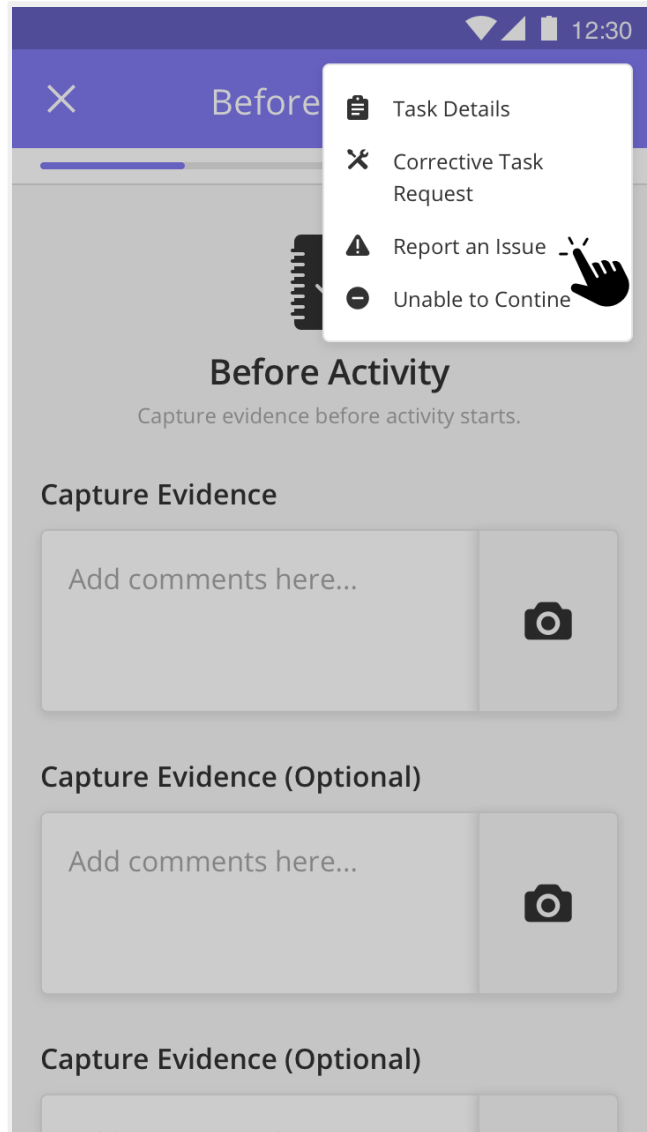 12:30
Before
Task Details
Corrective Task
Request
Report an Issue
Unable to Contine
Before Activity
Capture evidence before activity starts.
Capture Evidence
Add comments here...
Capture Evidence (Optional)
Add comments here...
Capture Evidence (Optional)